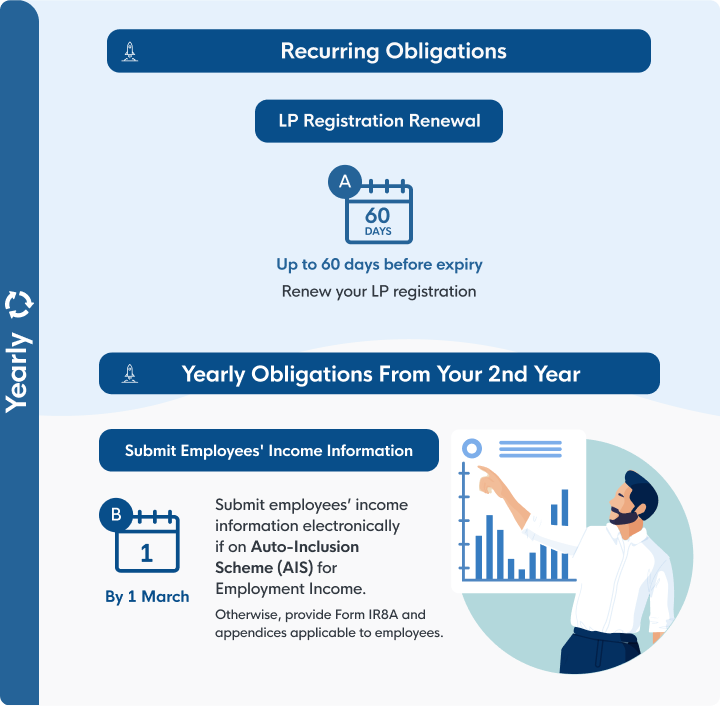 Yearly
Recurring Obligations
LP Registration Renewal
A
60
DAYS
Up to 60 days before expiry
Renew your LP registration
Yearly Obligations From Your 2nd Year
Submit Employees' Income Information
B
1
By 1 March
Submit employees’ income
information electronically
if on Auto-Inclusion
Scheme (AIS) for
Employment Income.
Otherwise, provide Form IR8A and
appendices applicable to employees.